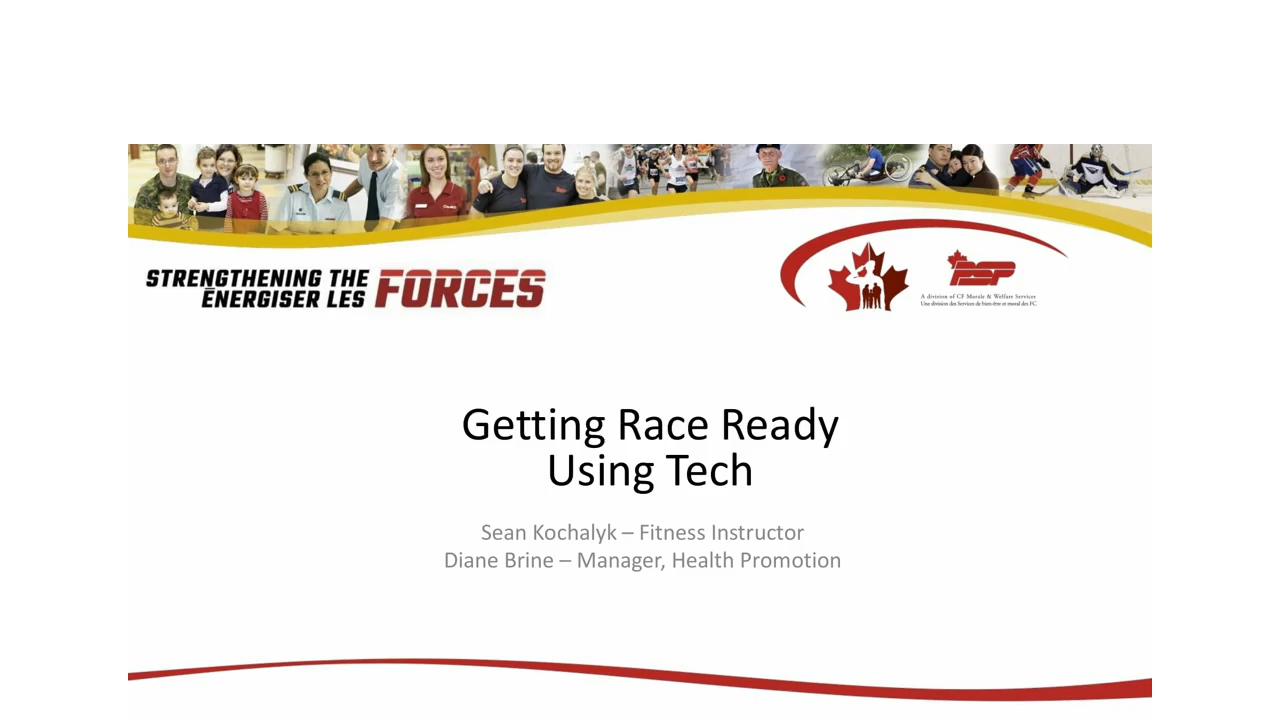 STRENGTHENING THE
ÉNERGISER LES
FORCES
PSP
A division of CF Morale & Welfare Services
Une division des Services de bien-être et moral des FC
Getting Race Ready
Using Tech
Sean Kochalyk – Fitness Instructor
Diane Brine – Manager, Health Promotion